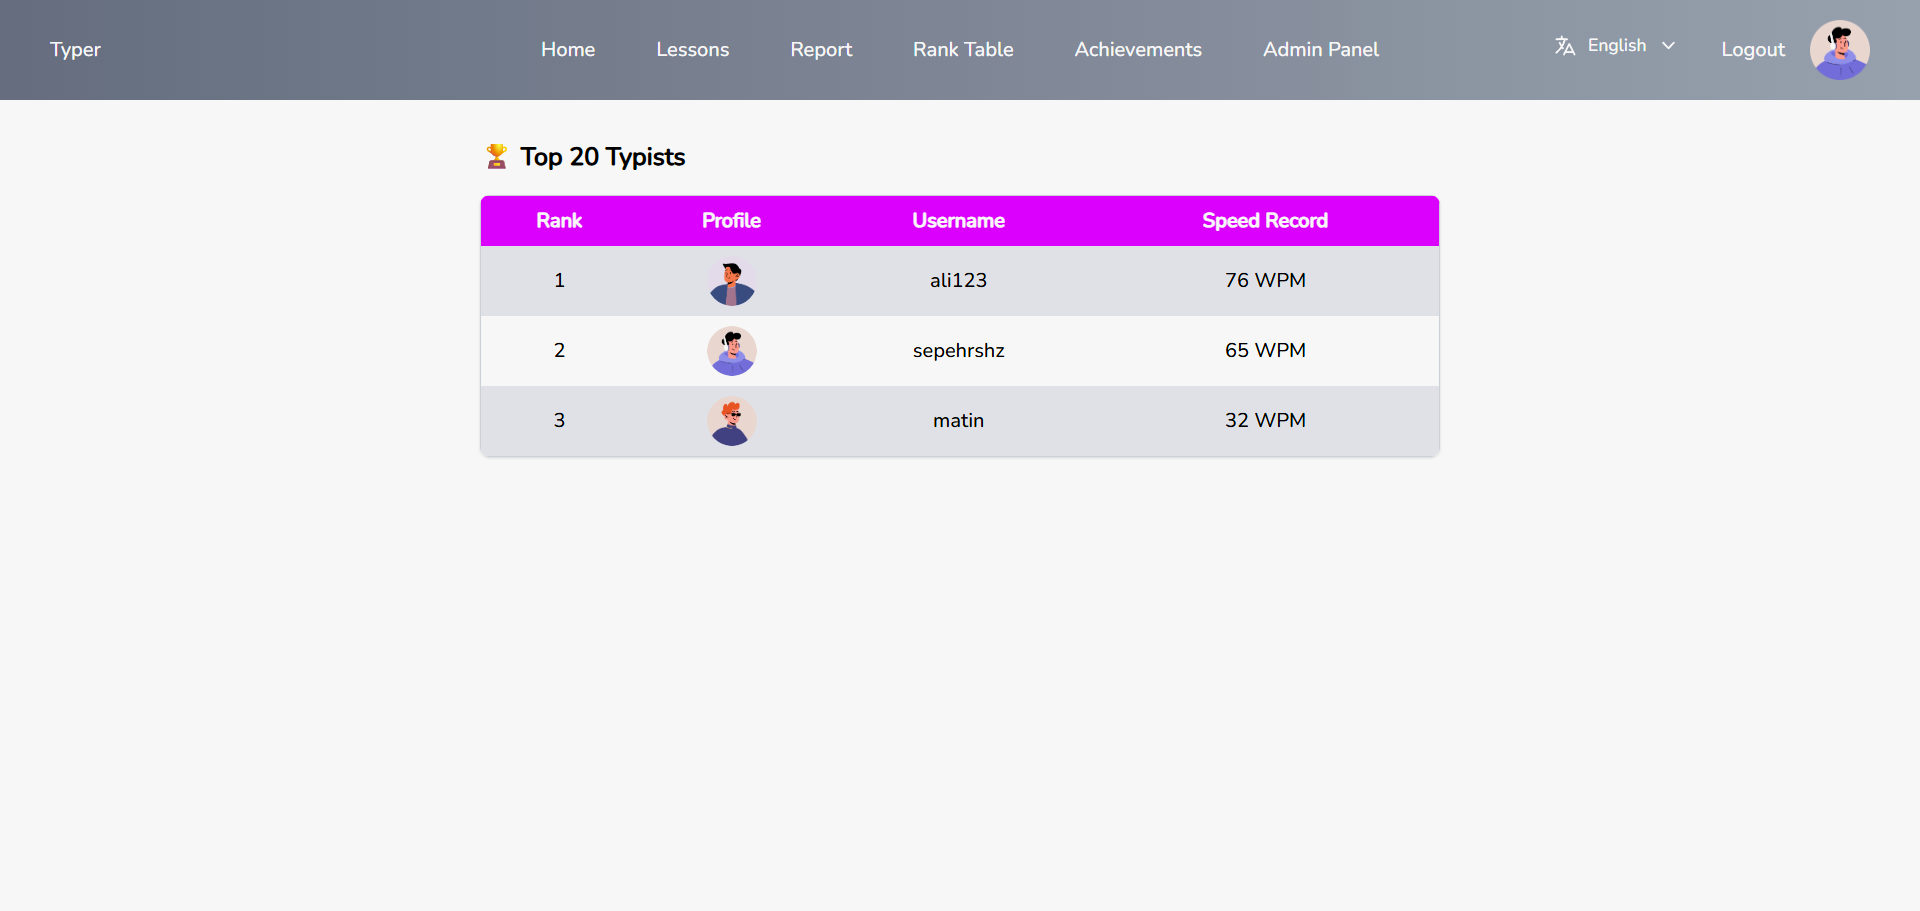 Typer Home Lessons Report Rank Table Achievements Admin Panel English Logout
Top 20 Typists
Rank Profile Username Speed Record
1 ali123 76 WPM
2 sepehrshz 65 WPM
3 matin 32 WPM